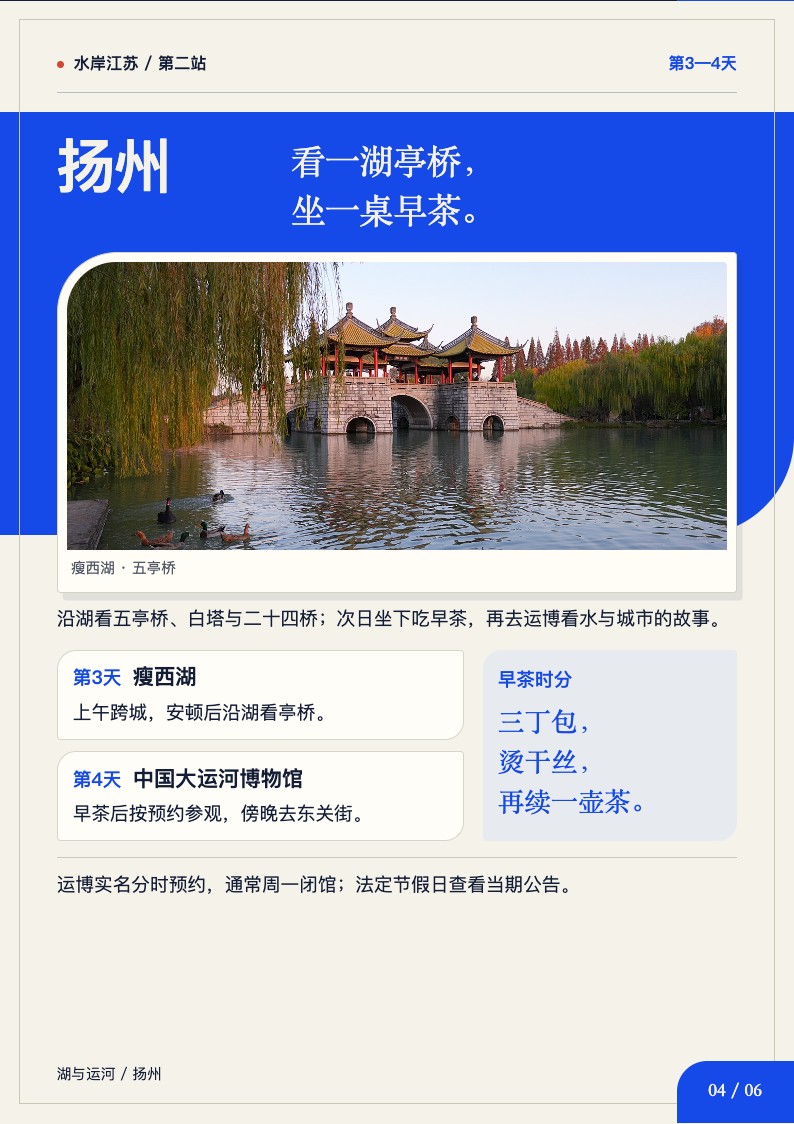 水岸江苏 / 第二站
第3—4天
扬州
看一湖亭桥，
坐一桌早茶。
瘦西湖 · 五亭桥
沿湖看五亭桥、白塔与二十四桥；次日坐下吃早茶，再去运博看水与城市的故事。
第3天 瘦西湖
上午跨城，安顿后沿湖看亭桥。
第4天 中国大运河博物馆
早茶后按预约参观，傍晚去东关街。
早茶时分
三丁包，
烫干丝，
再续一壶茶。
运博实名分时预约，通常周一闭馆；法定节假日查看当期公告。
湖与运河 / 扬州
04 / 06